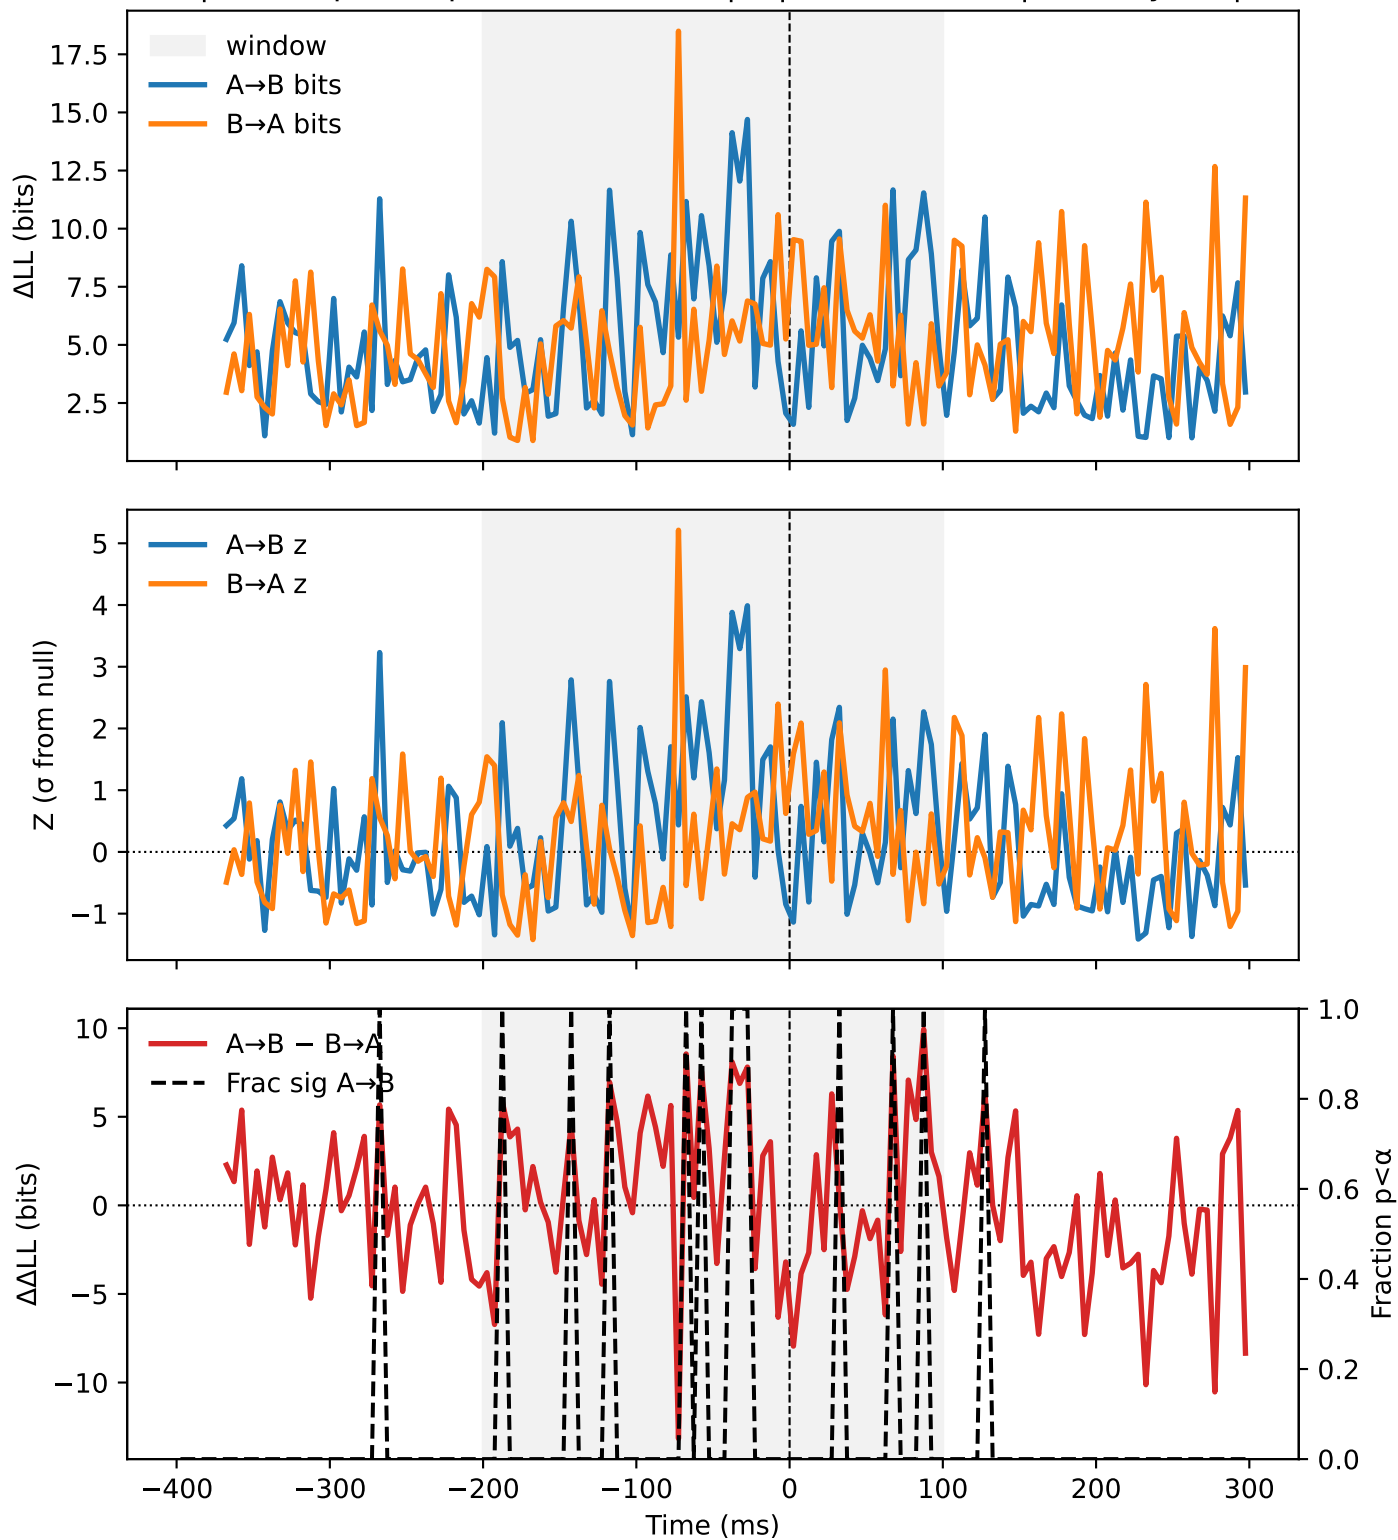 window
A→B bits
B→A bits
ΔLL (bits)
17.5
15.0
12.5
10.0
7.5
5.0
2.5
A→B z
B→A z
Z (σ from null)
5
4
3
2
1
0
−1
A→B − B→A
Frac sig A→B
ΔΔLL (bits)
10
5
0
−5
−10
1.0
0.8
0.6
0.4
0.2
0.0
Fraction p<α
−400 −300 −200 −100 0 100 200 300
Time (ms)